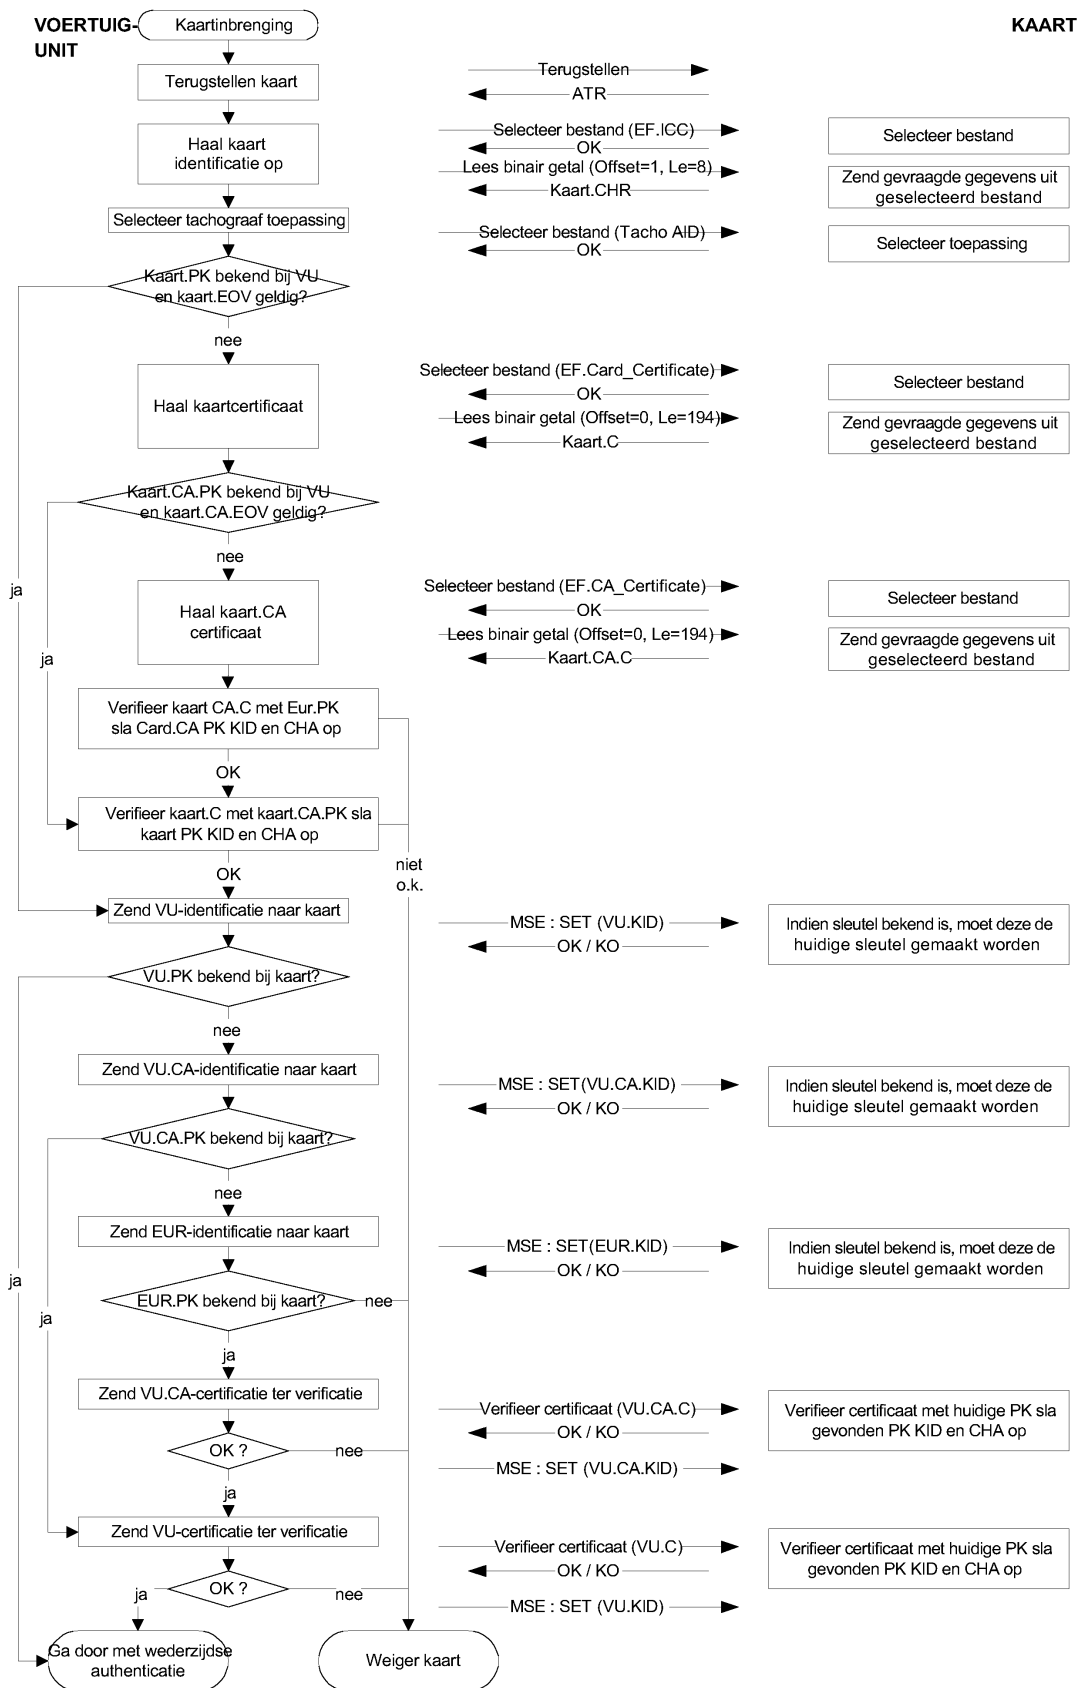 VOERTUIG-
UNIT
Kaartinbrenging
KAART
Terugstellen kaart
Terugstellen
ATR
Haal kaart
identificatie op
Selecteer bestand (EF.ICC)
OK
Selecteer bestand
Lees binair getal (Offset=1, Le=8)
Kaart.CHR
Zend gevraagde gegevens uit
geselecteerd bestand
Selecteer tachograaf toepassing
Selecteer bestand (Tacho AID)
OK
Selecteer toepassing
Kaart.PK bekend bij VU
en kaart.EOV geldig?
nee
Haal kaartcertificaat
Selecteer bestand (EF.Card_Certificate)
OK
Selecteer bestand
Lees binair getal (Offset=0, Le=194)
Kaart.C
Zend gevraagde gegevens uit
geselecteerd bestand
Kaart.CA.PK bekend bij VU
en kaart.CA.EOV geldig?
nee
ja
Haal kaart.CA
certificaat
Selecteer bestand (EF.CA_Certificate)
OK
Selecteer bestand
Lees binair getal (Offset=0, Le=194)
Kaart.CA.C
Zend gevraagde gegevens uit
geselecteerd bestand
ja
Verifieer kaart CA.C met Eur.PK
sla Card.CA PK KID en CHA op
OK
Verifieer kaart.C met kaart.CA.PK sla
kaart PK KID en CHA op
niet
o.k.
OK
Zend VU-identificatie naar kaart
MSE : SET (VU.KID)
OK / KO
Indien sleutel bekend is, moet deze de
huidige sleutel gemaakt worden
VU.PK bekend bij kaart?
nee
Zend VU.CA-identificatie naar kaart
MSE : SET(VU.CA.KID)
OK / KO
Indien sleutel bekend is, moet deze de
huidige sleutel gemaakt worden
VU.CA.PK bekend bij kaart?
nee
Zend EUR-identificatie naar kaart
MSE : SET(EUR.KID)
OK / KO
Indien sleutel bekend is, moet deze de
huidige sleutel gemaakt worden
ja
EUR.PK bekend bij kaart?
nee
ja
ja
Zend VU.CA-certificatie ter verificatie
Verifieer certificaat (VU.CA.C)
OK / KO
Verifieer certificaat met huidige PK sla
gevonden PK KID en CHA op
OK ?
nee
MSE : SET (VU.CA.KID)
ja
Zend VU-certificatie ter verificatie
Verifieer certificaat (VU.C)
OK / KO
Verifieer certificaat met huidige PK sla
gevonden PK KID en CHA op
OK ?
ja
nee
MSE : SET (VU.KID)
Ga door met wederzijdse
authenticatie
Weiger kaart